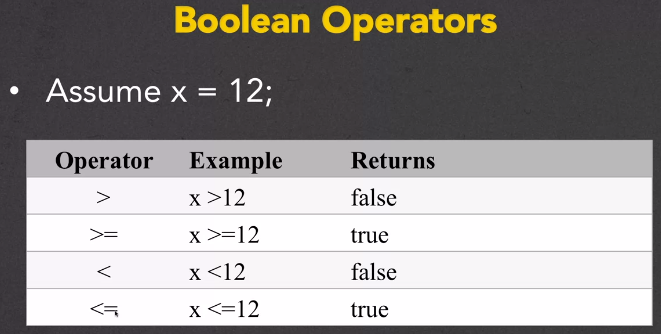 Boolean Operators
• Assume x = 12;
Operator Example Returns
> x >12 false
>= x >=12 true
< x <12 false
<= x <=12 true